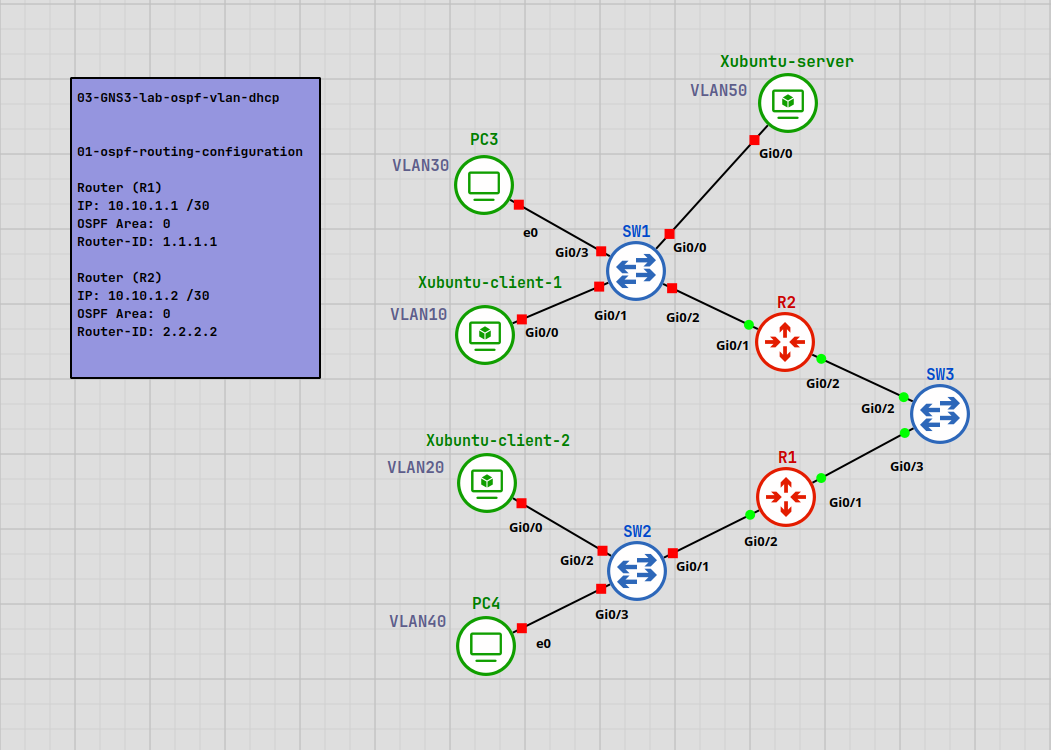 03-GNS3-lab-ospf-vlan-dhcp
01-ospf-routing-configuration
Router (R1)
IP: 10.10.1.1 /30
OSPF Area: 0
Router-ID: 1.1.1.1
Router (R2)
IP: 10.10.1.2 /30
OSPF Area: 0
Router-ID: 2.2.2.2
Xubuntu-server
VLAN50
Gi0/0
PC3
VLAN30
e0
Gi0/3
SW1
Gi0/0
Xubuntu-client-1
VLAN10
Gi0/0
Gi0/1
Gi0/2
R2
Gi0/1
Gi0/2
SW3
Gi0/2
Gi0/3
R1
Gi0/1
Gi0/2
Xubuntu-client-2
VLAN20
Gi0/0
Gi0/2
SW2
Gi0/1
Gi0/3
PC4
VLAN40
e0